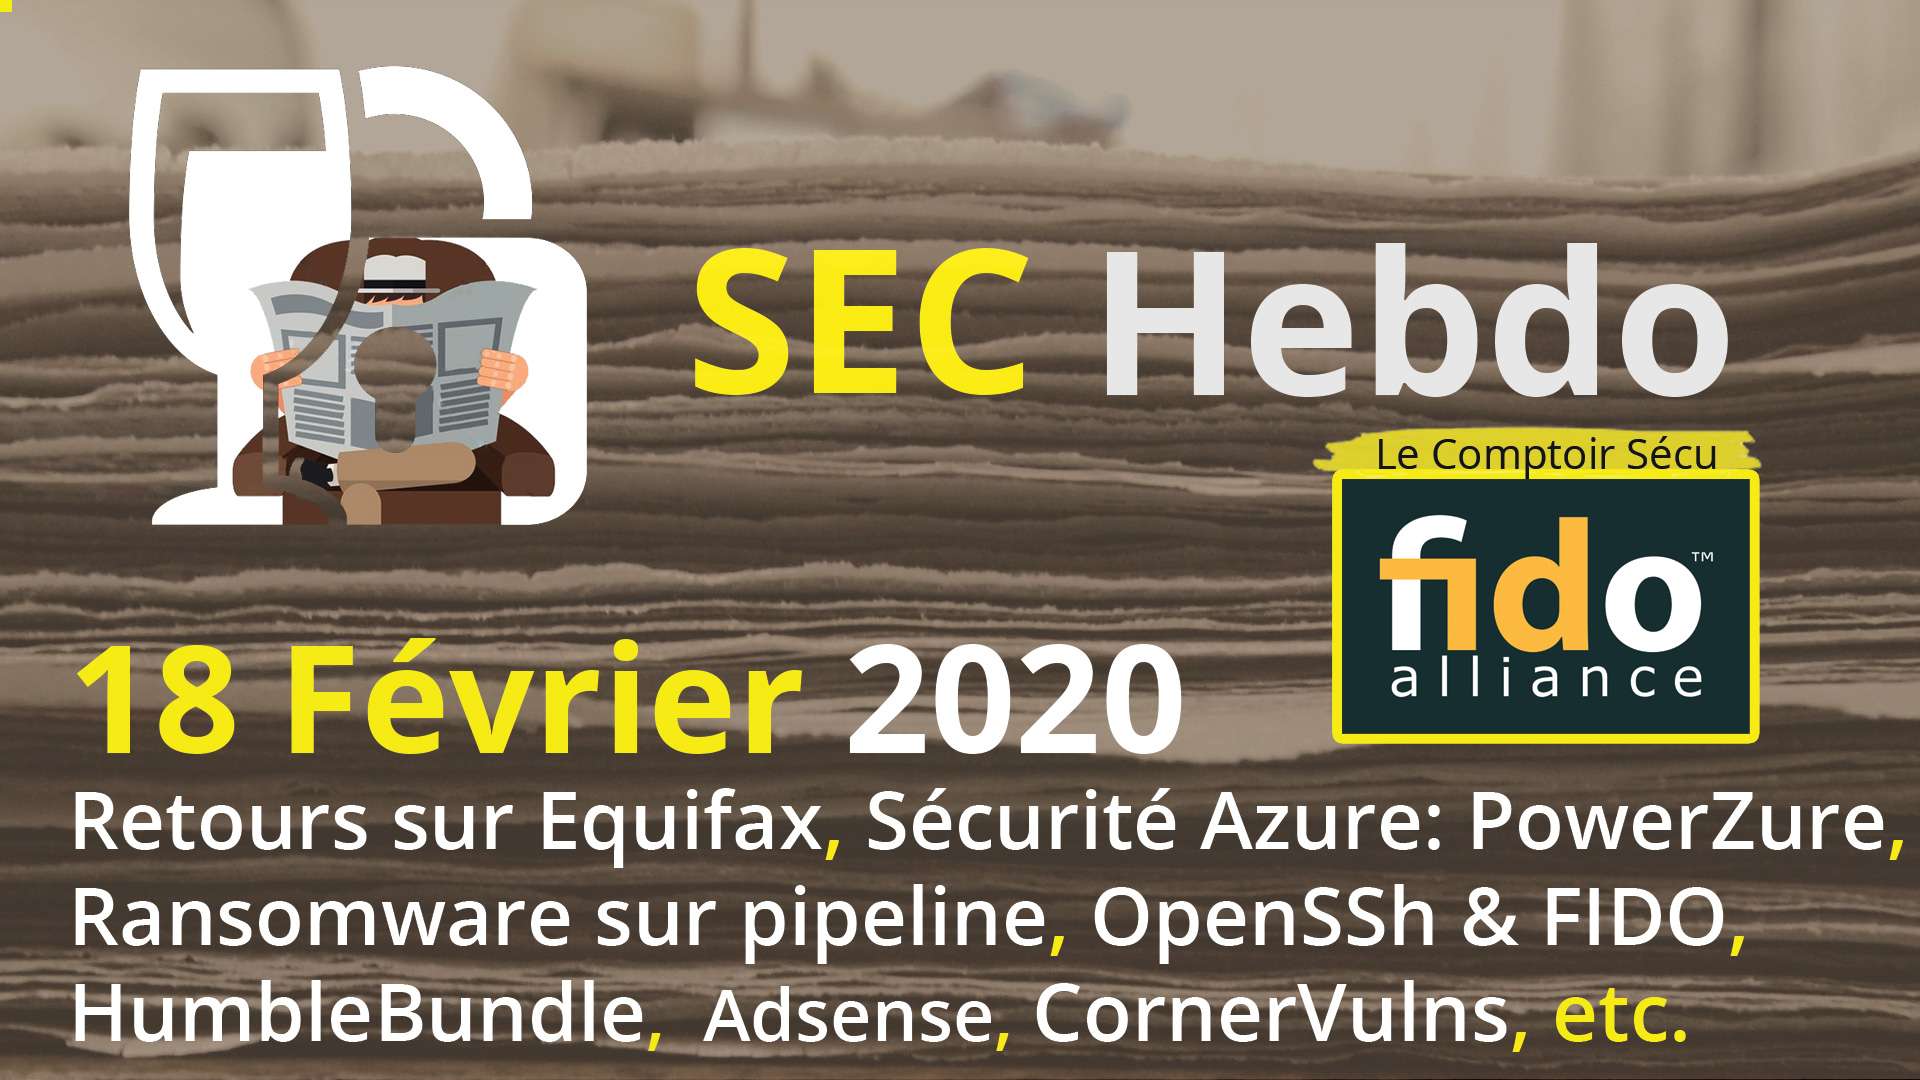 SEC Hebdo
Le Comptoir Sécu
fido™
alliance
18 Février 2020
Retours sur Equifax, Sécurité Azure: PowerZure,
Ransomware sur pipeline, OpenSSh & FIDO,
HumbleBundle, Adsense, CornerVulns, etc.